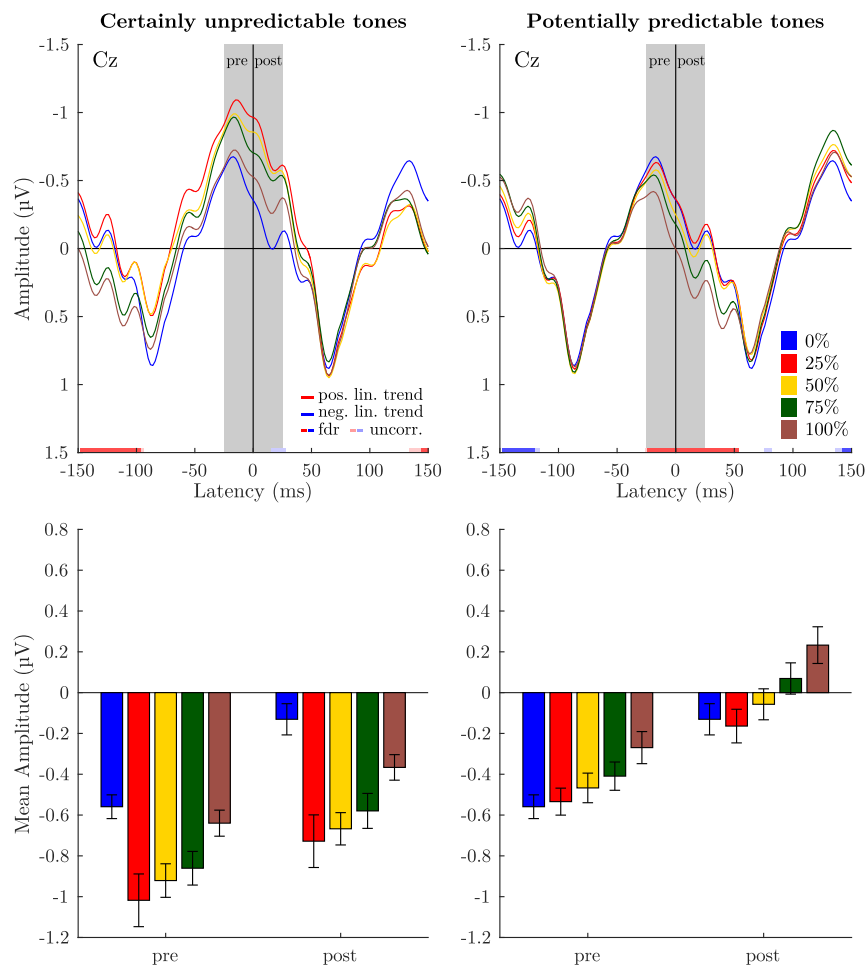 Certainly unpredictable tones
Potentially predictable tones
Amplitude (µV)
-1.5
-1
-0.5
0
0.5
1
1.5
Cz
pre
post
pos. lin. trend
neg. lin. trend
fdr
uncorr.
-150
-100
-50
0
50
100
150
Latency (ms)
-1.5
-1
-0.5
0
0.5
1
1.5
Cz
pre
post
0%
25%
50%
75%
100%
-150
-100
-50
0
50
100
150
Latency (ms)
Mean Amplitude (µV)
0.8
0.6
0.4
0.2
0
-0.2
-0.4
-0.6
-0.8
-1
-1.2
pre
post
0.8
0.6
0.4
0.2
0
-0.2
-0.4
-0.6
-0.8
-1
-1.2
pre
post